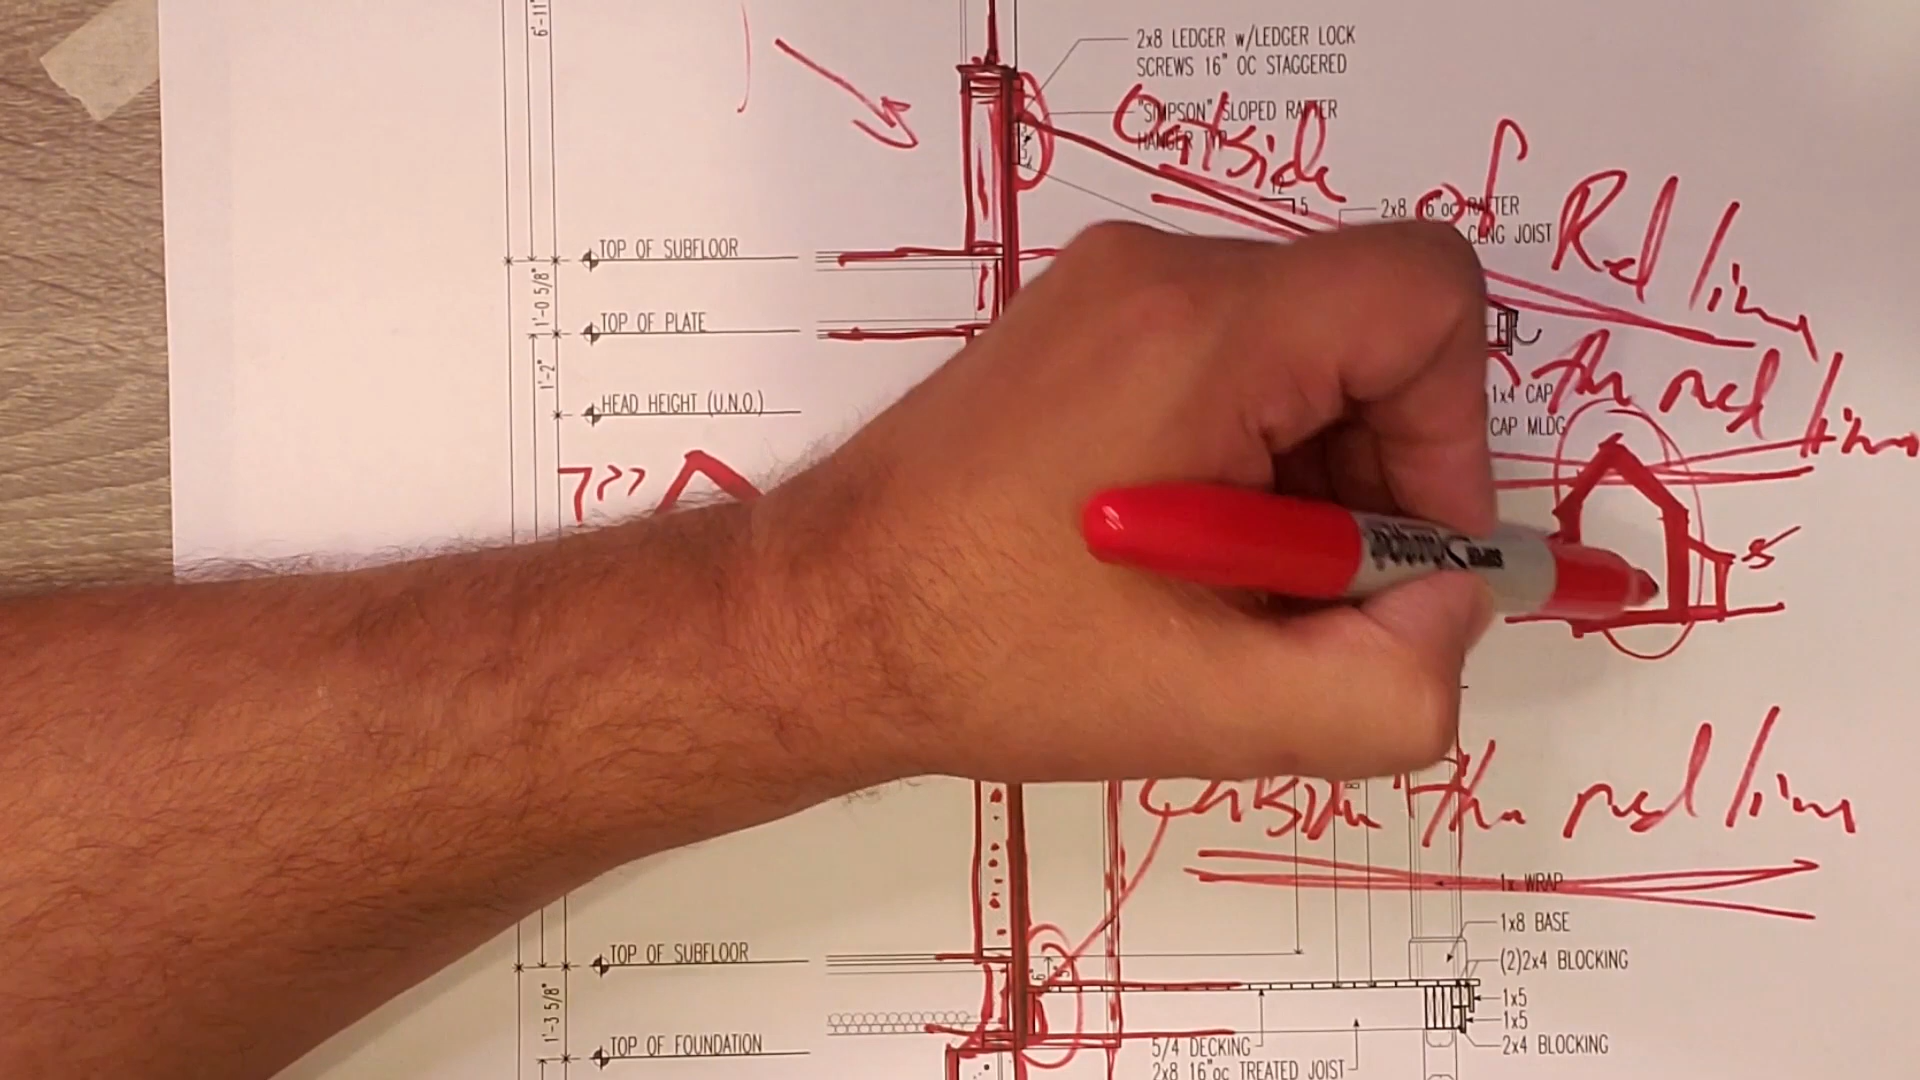 6'-11
2x8 LEDGER w/LEDGER LOCK
SCREWS 16" OC STAGGERED
"SIMPSON" SLOPED RAFTER
HANGER TYP
Outside of Red line
12
5
2x8 16"oc RAFTER
CLNG JOIST
TOP OF SUBFLOOR
1'-0 5/8"
TOP OF PLATE
1'-2"
HEAD HEIGHT (U.N.O.)
the red line
1x4 CAP
CAP MLDG
???
Sharpie
SUPER
outside the red line
1x WRAP
1x8 BASE
(2)2x4 BLOCKING
TOP OF SUBFLOOR
1x5
1x5
1'-3 5/8"
TOP OF FOUNDATION
5/4 DECKING
2x8 16"oc TREATED JOIST
2x4 BLOCKING